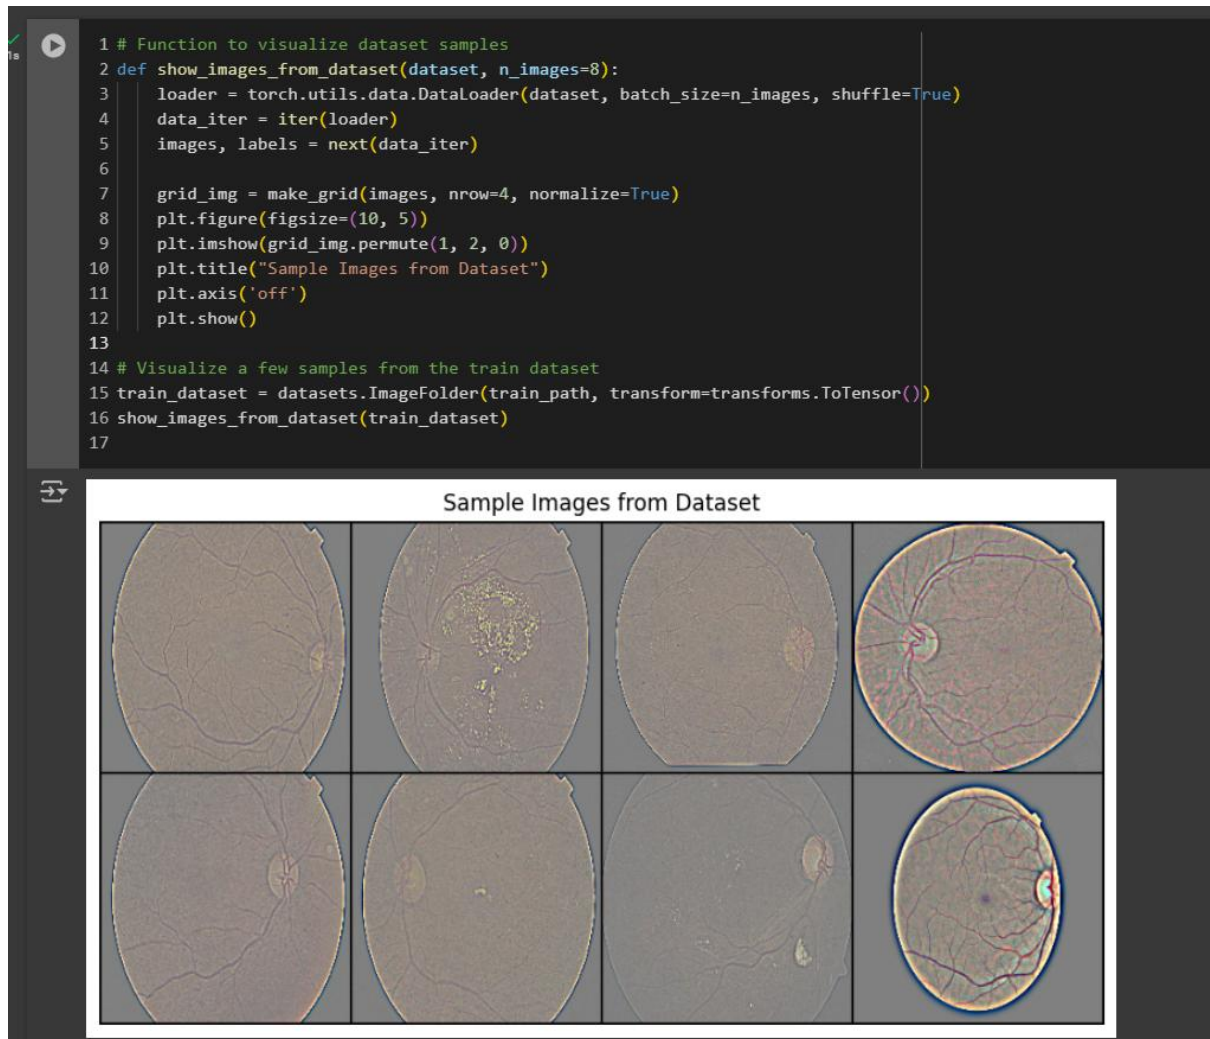 1s
1 # Function to visualize dataset samples
2 def show_images_from_dataset(dataset, n_images=8):
3     loader = torch.utils.data.DataLoader(dataset, batch_size=n_images, shuffle=True)
4     data_iter = iter(loader)
5     images, labels = next(data_iter)
6
7     grid_img = make_grid(images, nrow=4, normalize=True)
8     plt.figure(figsize=(10, 5))
9     plt.imshow(grid_img.permute(1, 2, 0))
10     plt.title("Sample Images from Dataset")
11     plt.axis('off')
12     plt.show()
13
14 # Visualize a few samples from the train dataset
15 train_dataset = datasets.ImageFolder(train_path, transform=transforms.ToTensor())
16 show_images_from_dataset(train_dataset)
17
Sample Images from Dataset